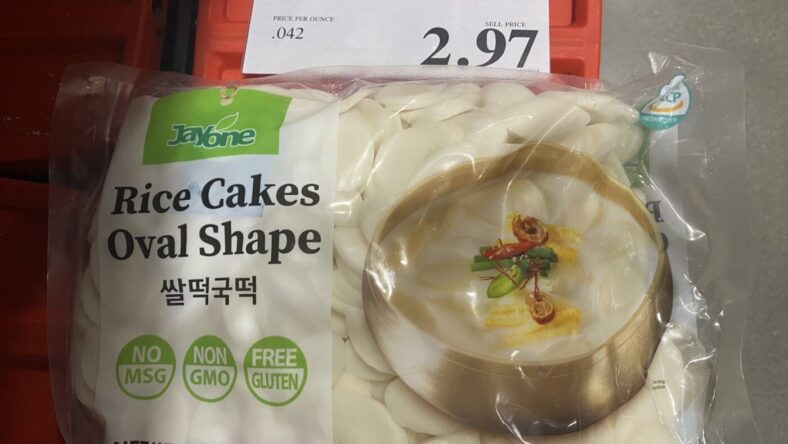 PRICE PER OUNCE
.042
SELL PRICE
2.97
Jayone
Rice Cakes
Oval Shape
쌀떡국떡
NO
MSG
NON
GMO
FREE
GLUTEN